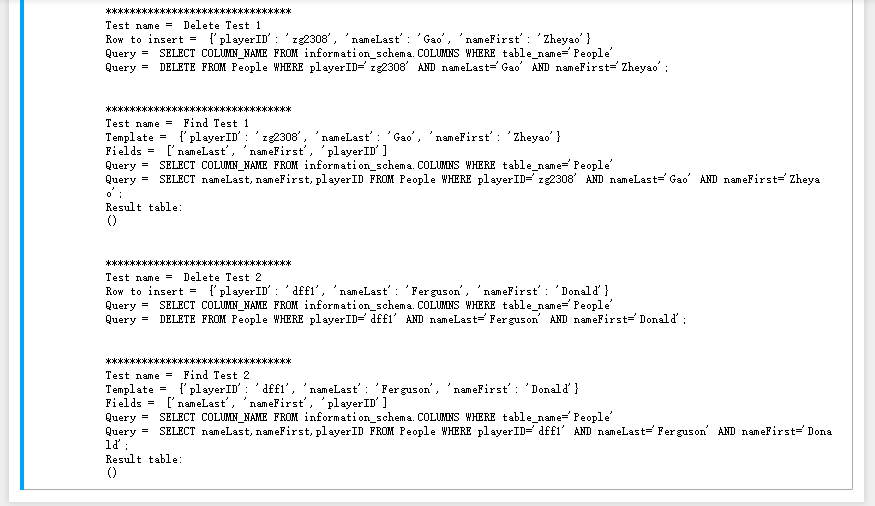 *******************************
Test name =  Delete Test 1
Row to insert =  {'playerID': 'zg2308', 'nameLast': 'Gao', 'nameFirst': 'Zheyao'}
Query =  SELECT COLUMN_NAME FROM information_schema.COLUMNS WHERE table_name='People'
Query =  DELETE FROM People WHERE playerID='zg2308' AND nameLast='Gao' AND nameFirst='Zheyao';
*******************************
Test name =  Find Test 1
Template =  {'playerID': 'zg2308', 'nameLast': 'Gao', 'nameFirst': 'Zheyao'}
Fields =  ['nameLast', 'nameFirst', 'playerID']
Query =  SELECT COLUMN_NAME FROM information_schema.COLUMNS WHERE table_name='People'
Query =  SELECT nameLast,nameFirst,playerID FROM People WHERE playerID='zg2308' AND nameLast='Gao' AND nameFirst='Zheya
o';
Result table:
()
*******************************
Test name =  Delete Test 2
Row to insert =  {'playerID': 'dff1', 'nameLast': 'Ferguson', 'nameFirst': 'Donald'}
Query =  SELECT COLUMN_NAME FROM information_schema.COLUMNS WHERE table_name='People'
Query =  DELETE FROM People WHERE playerID='dff1' AND nameLast='Ferguson' AND nameFirst='Donald';
*******************************
Test name =  Find Test 2
Template =  {'playerID': 'dff1', 'nameLast': 'Ferguson', 'nameFirst': 'Donald'}
Fields =  ['nameLast', 'nameFirst', 'playerID']
Query =  SELECT COLUMN_NAME FROM information_schema.COLUMNS WHERE table_name='People'
Query =  SELECT nameLast,nameFirst,playerID FROM People WHERE playerID='dff1' AND nameLast='Ferguson' AND nameFirst='Dona
ld';
Result table:
()